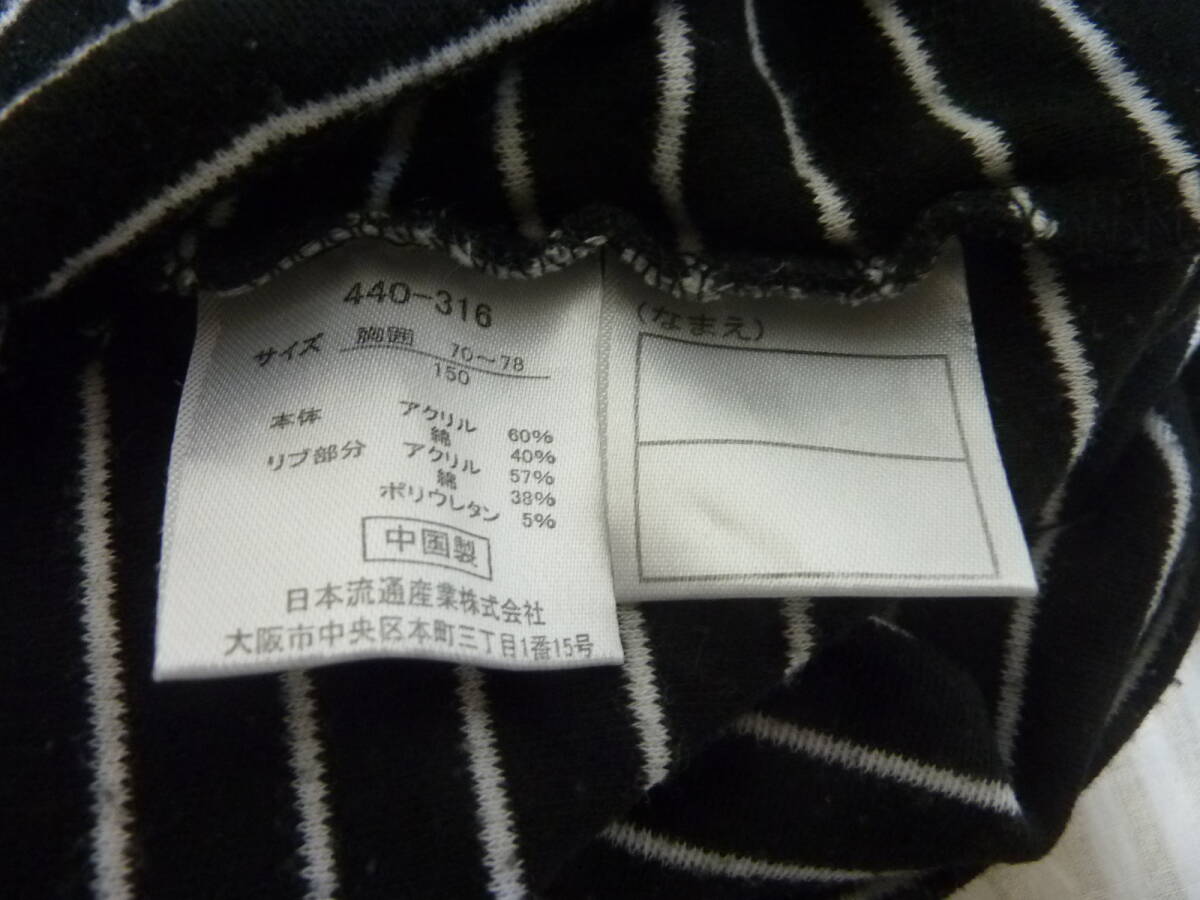 440-316
サイズ 胸囲 70～78
150
本体 アクリル 60%
綿 40%
リブ部分 アクリル 57%
綿 38%
ポリウレタン 5%
中国製
日本流通産業株式会社
大阪市中央区本町三丁目1番15号
(なまえ)